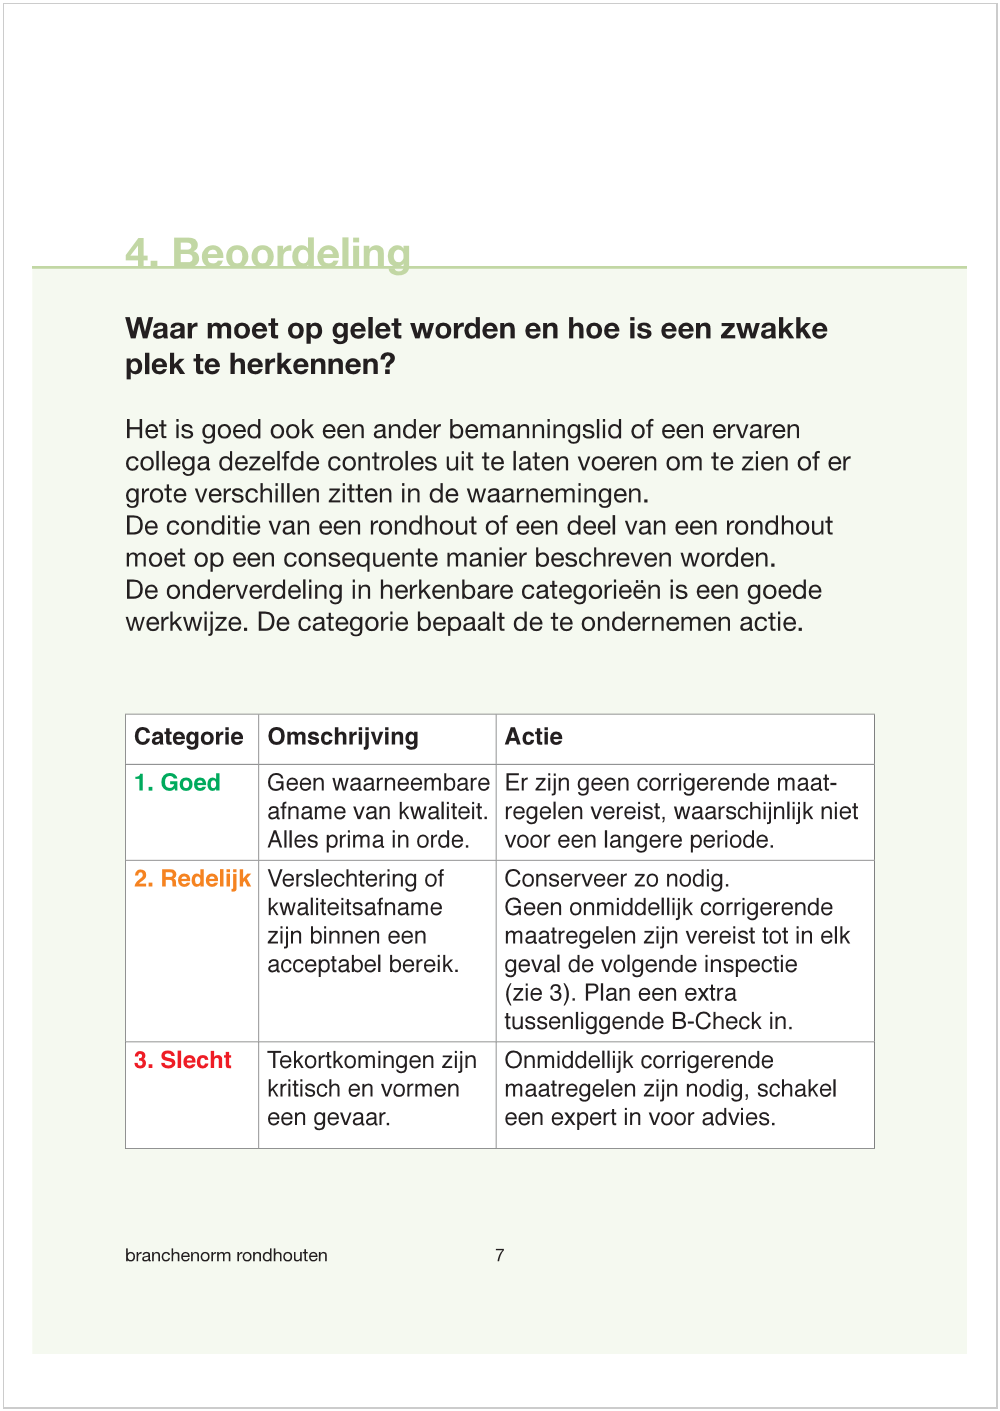 4. Beoordeling
Waar moet op gelet worden en hoe is een zwakke
plek te herkennen?
Het is goed ook een ander bemanningslid of een ervaren
collega dezelfde controles uit te laten voeren om te zien of er
grote verschillen zitten in de waarnemingen.
De conditie van een rondhout of een deel van een rondhout
moet op een consequente manier beschreven worden.
De onderverdeling in herkenbare categorieën is een goede
werkwijze. De categorie bepaalt de te ondernemen actie.
Categorie Omschrijving Actie
1. Goed Geen waarneembare Er zijn geen corrigerende maat-
afname van kwaliteit. regelen vereist, waarschijnlijk niet
Alles prima in orde. voor een langere periode.
2. Redelijk Verslechtering of Conserveer zo nodig.
kwaliteitsafname Geen onmiddellijk corrigerende
zijn binnen een maatregelen zijn vereist tot in elk
acceptabel bereik. geval de volgende inspectie
(zie 3). Plan een extra
tussenliggende B-Check in.
3. Slecht Tekortkomingen zijn Onmiddellijk corrigerende
kritisch en vormen maatregelen zijn nodig, schakel
een gevaar. een expert in voor advies.
branchenorm rondhouten 7